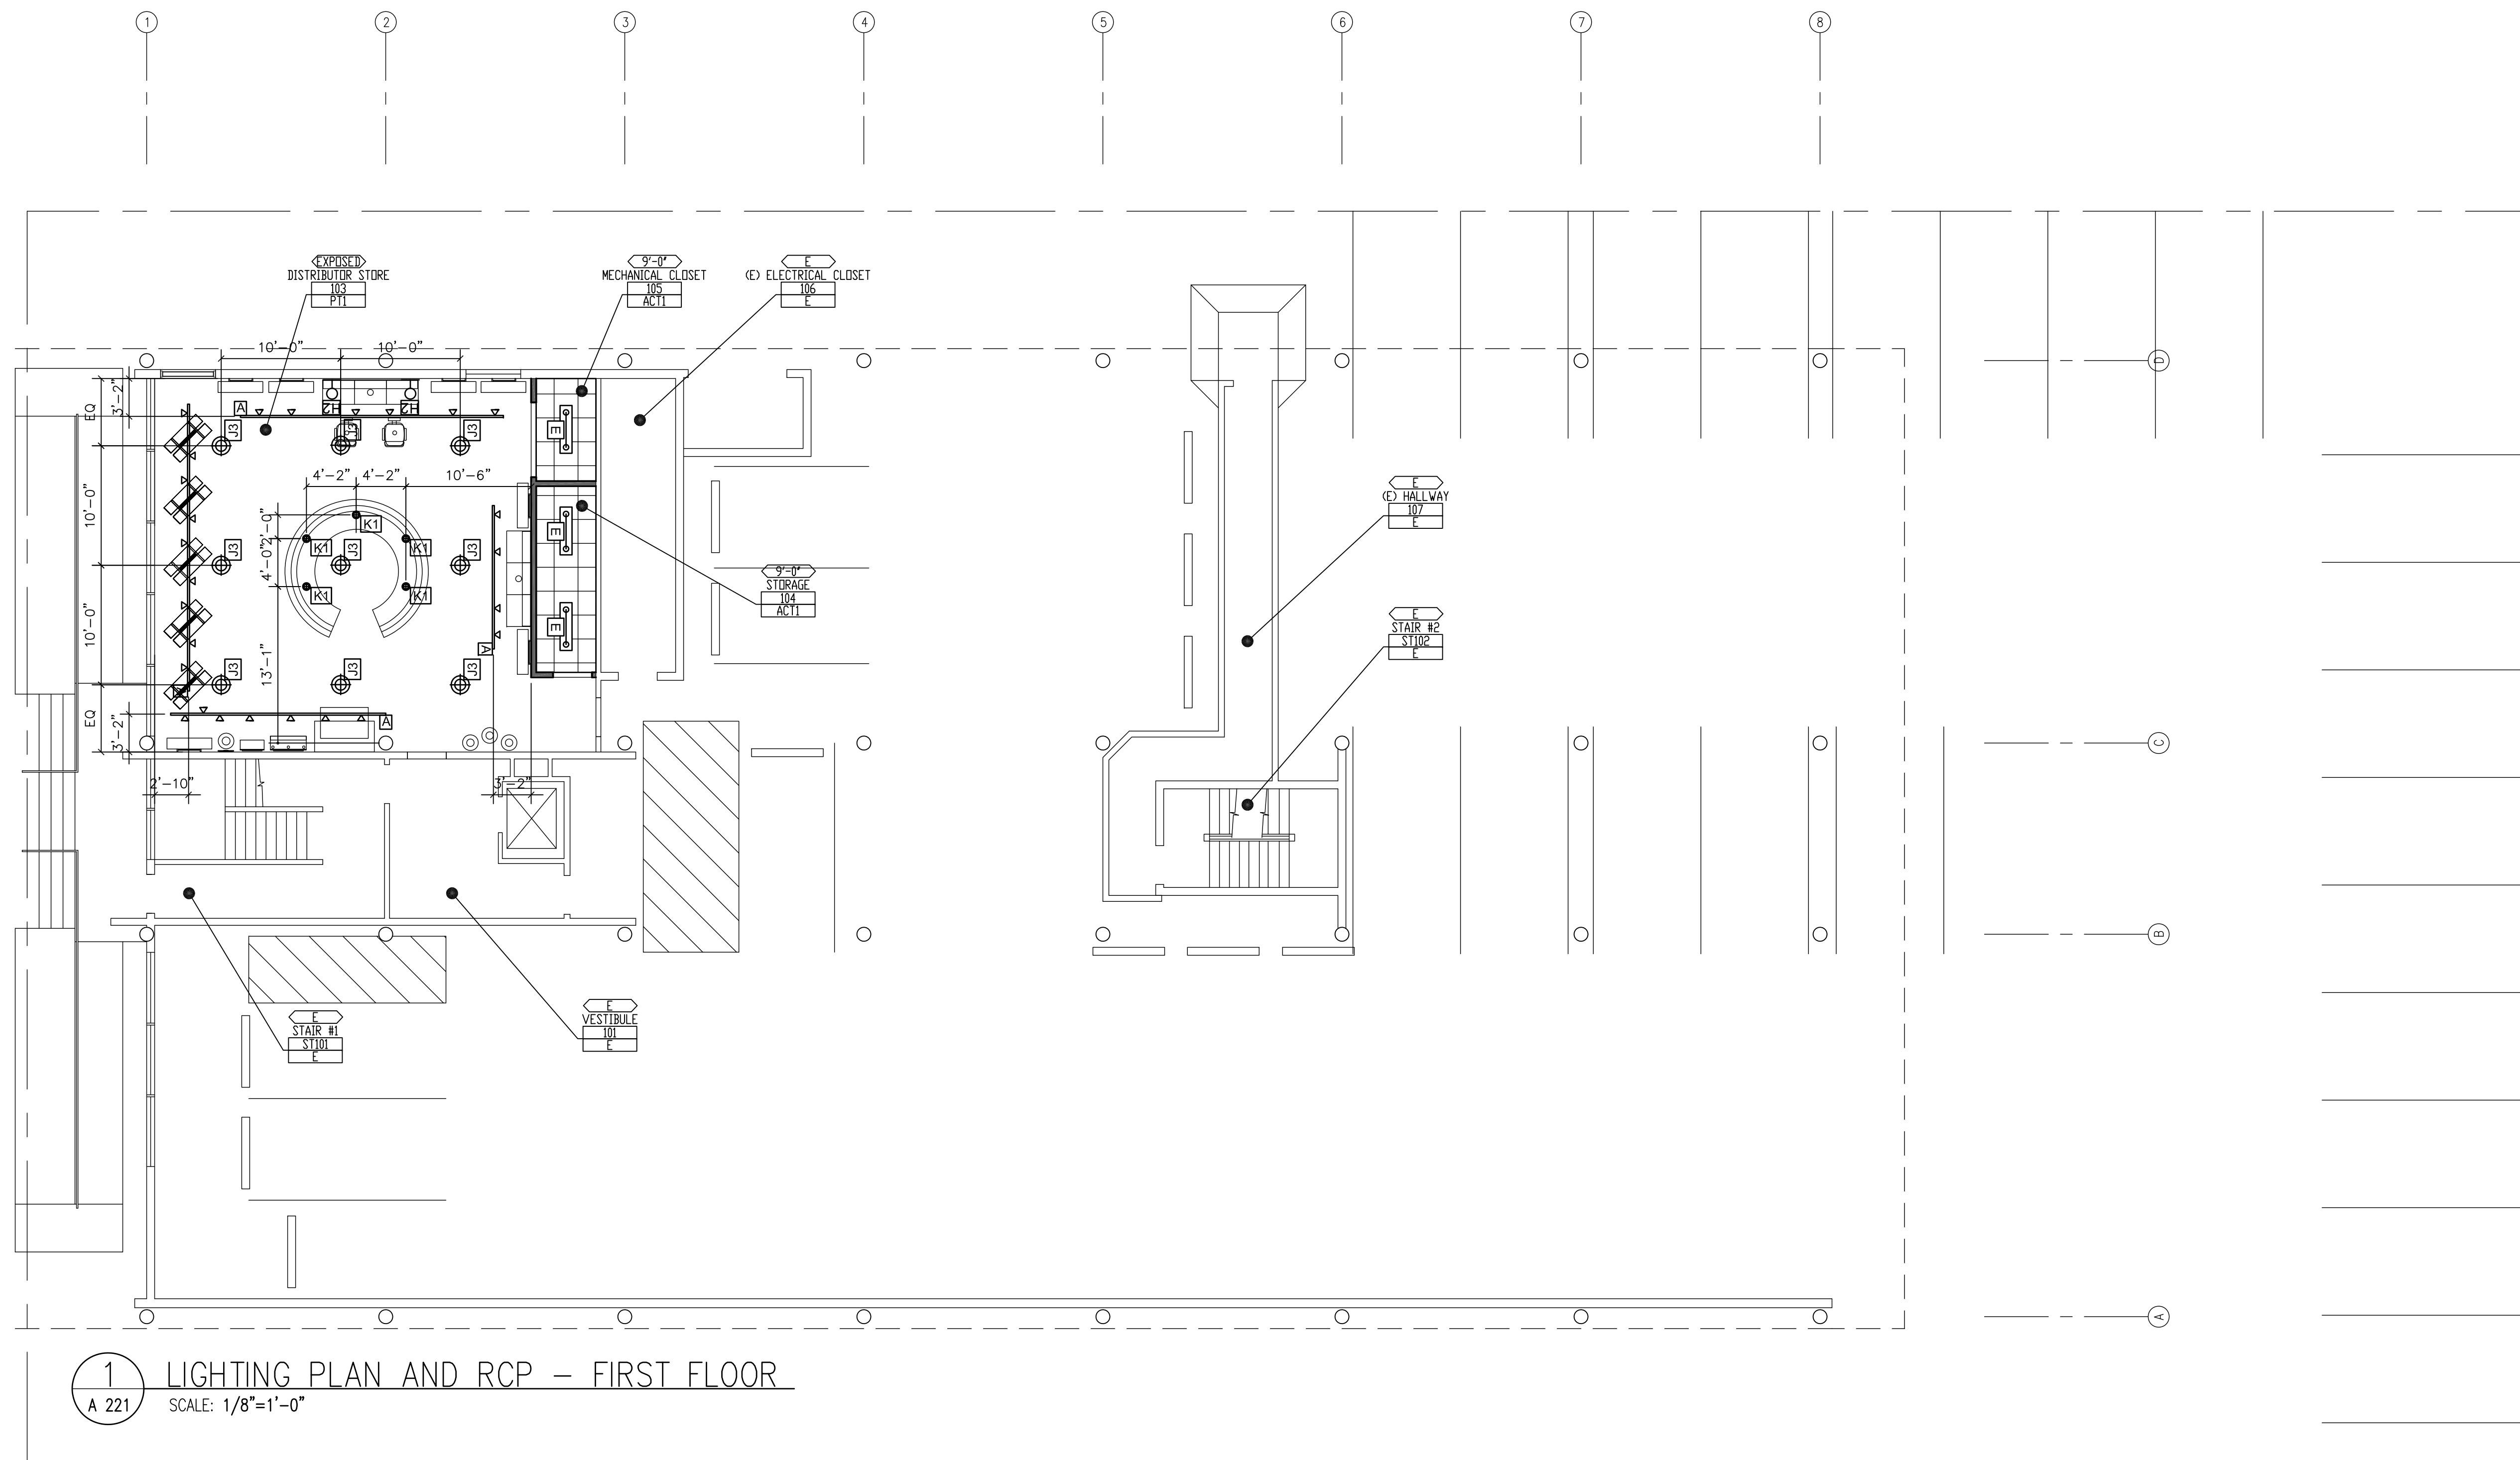 1 2 3 4 5 6 7 8
EXPOSED
DISTRIBUTOR STORE
103
PT1
9'-0"
MECHANICAL CLOSET
105
ACT1
E
(E) ELECTRICAL CLOSET
106
E
10'-0" 10'-0"
D
EQ
3'-2"
A
H2 H2
J3 J3 J3
E
4'-2" 4'-2" 10'-6"
E
(E) HALLWAY
107
E
10'-0"
2'-0"
4'-0"
K1
K1 K1
J3 J3 J3
E
K1 K1
9'-0"
STORAGE
104
ACT1
E
E
STAIR #2
ST102
E
10'-0"
13'-1"
A
J3 J3 J3
EQ
3'-2"
A
C
2'-10" 3'-2"
B
E
STAIR #1
ST101
E
E
VESTIBULE
101
E
A
1
A 221
LIGHTING PLAN AND RCP - FIRST FLOOR
SCALE: 1/8"=1'-0"